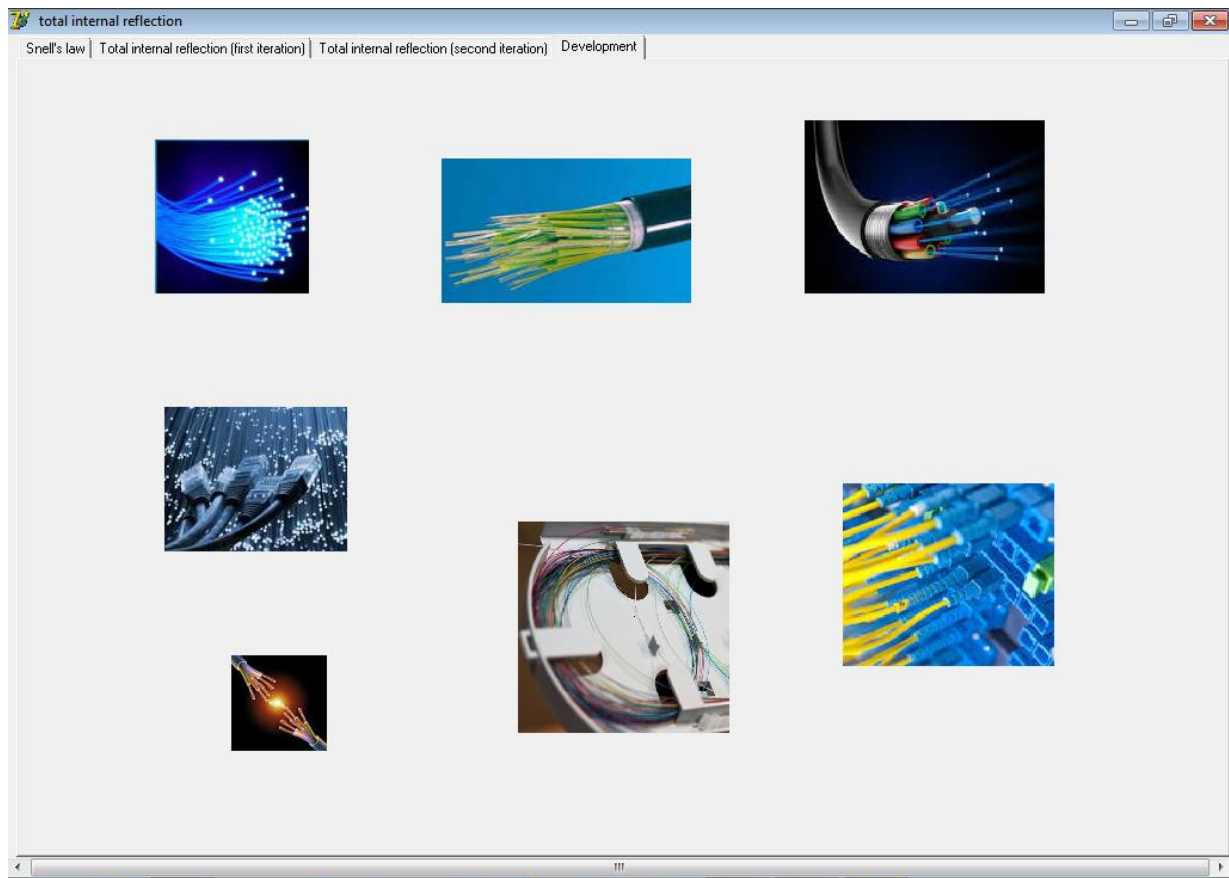 total internal reflection
Snell's law Total internal reflection (first iteration) Total internal reflection (second iteration) Development